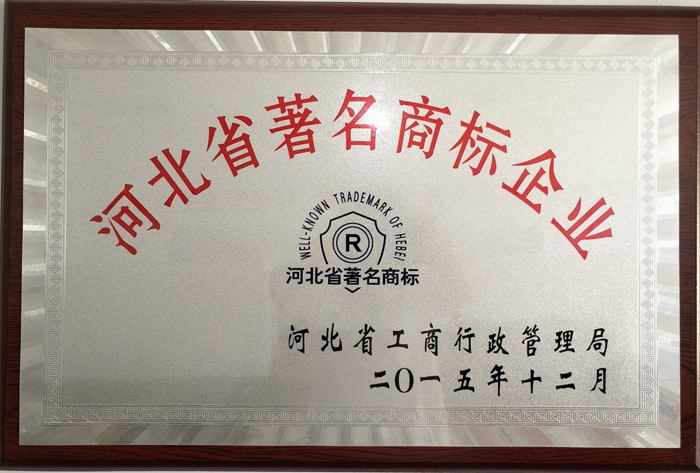 河北省著名商标企业
WELL-KNOWN TRADEMARK OF HEBEI
R
河北省著名商标
河北省工商行政管理局
二〇一五年十二月